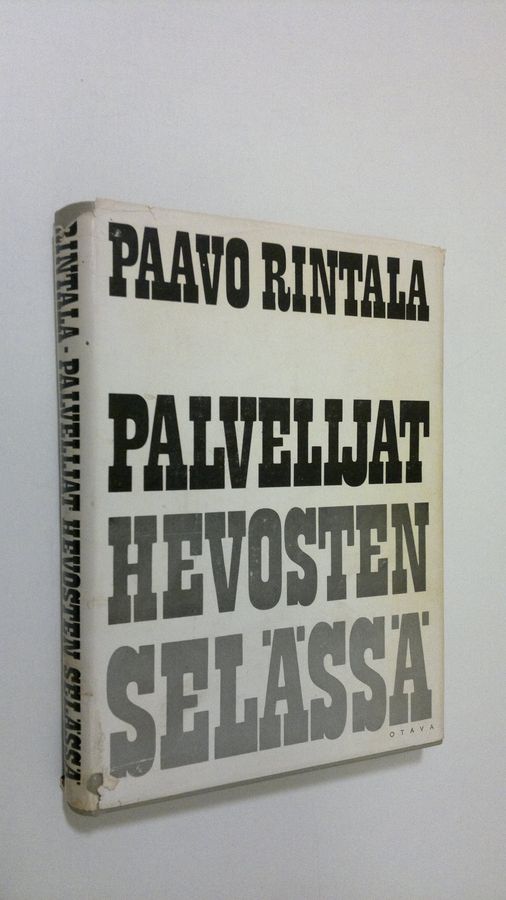 PAAVO RINTALA
PALVELIJAT
HEVOSTEN
SELÄSSÄ
OTAVA
RINTALA - PALVELIJAT HEVOSTEN SELÄSSÄ